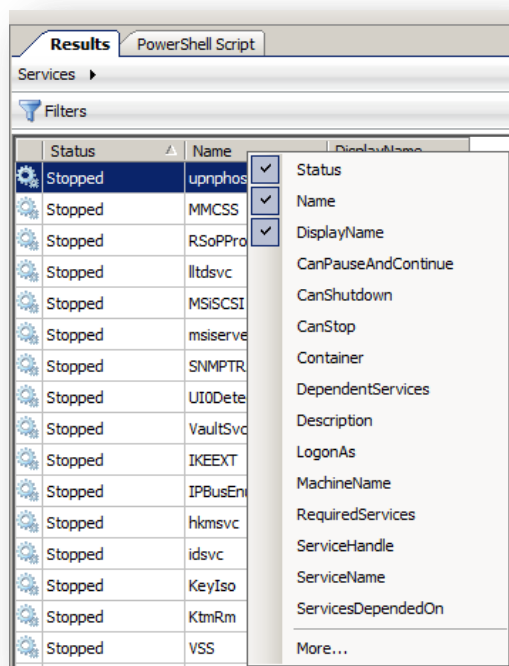 Results PowerShell Script
Services
Filters
Status Name DisplayName
Stopped upnphos
Stopped MMCSS
Stopped RSoPPro
Stopped lltdsvc
Stopped MSiSCSI
Stopped msiserve
Stopped SNMPTR
Stopped UI0Dete
Stopped VaultSvc
Stopped IKEEXT
Stopped IPBusEnu
Stopped hkmsvc
Stopped idsvc
Stopped KeyIso
Stopped KtmRm
Stopped VSS
Status
Name
DisplayName
CanPauseAndContinue
CanShutdown
CanStop
Container
DependentServices
Description
LogonAs
MachineName
RequiredServices
ServiceHandle
ServiceName
ServicesDependedOn
More...